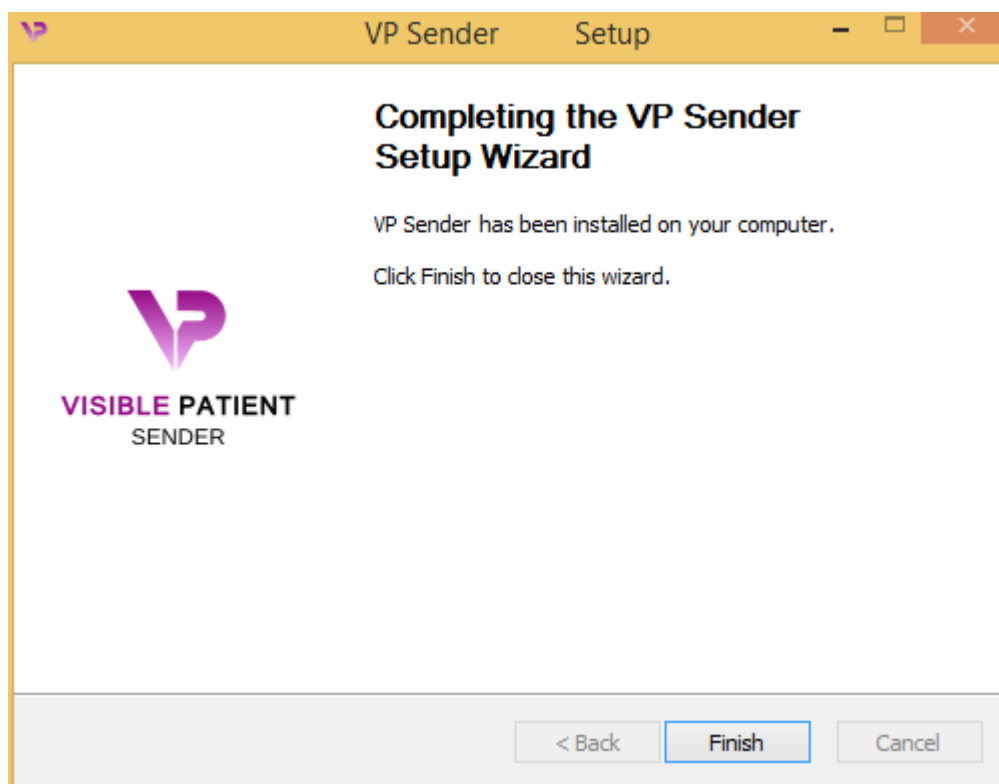 VP
VP Sender Setup
Completing the VP Sender
Setup Wizard
VP Sender has been installed on your computer.
Click Finish to close this wizard.
VP
VISIBLE PATIENT
SENDER
< Back
Finish
Cancel